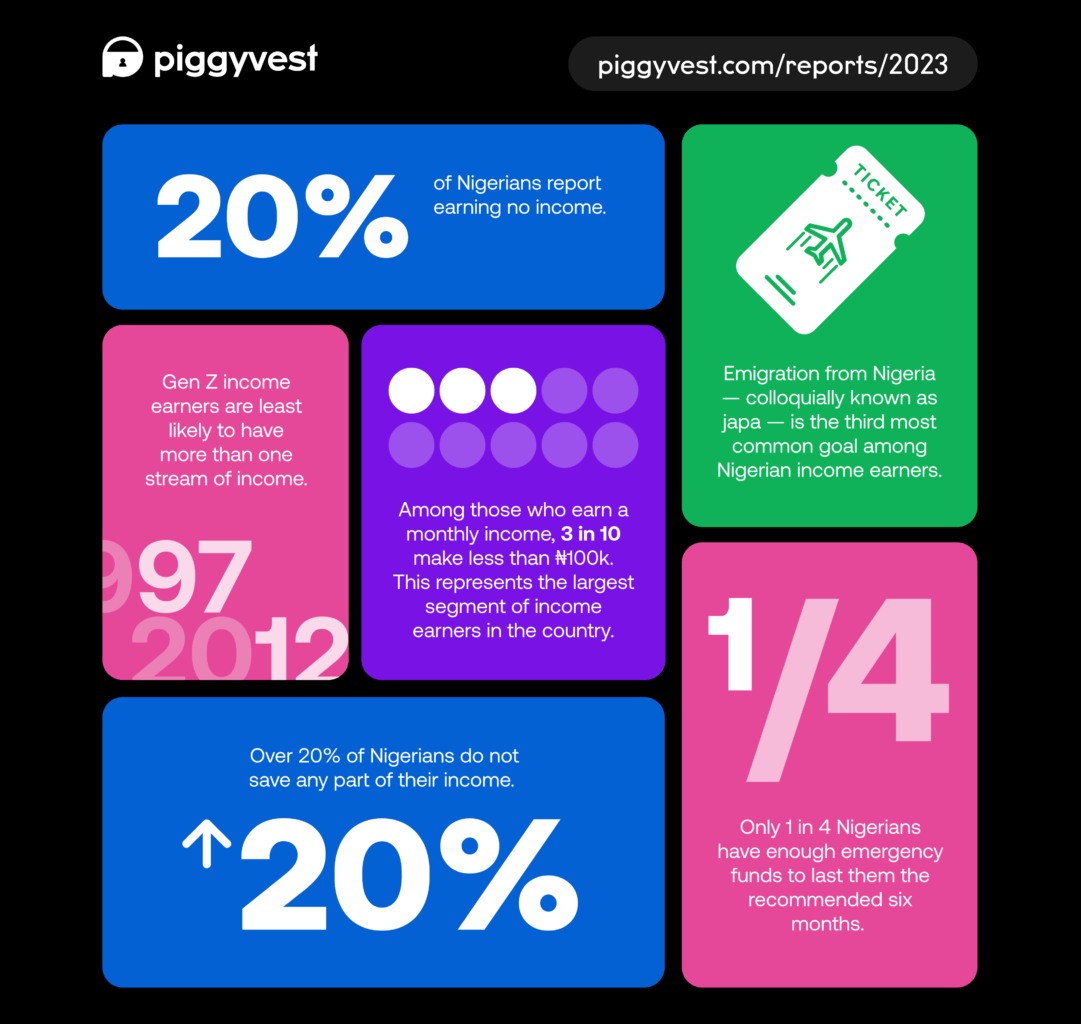 piggyvest
piggyvest.com/reports/2023
20%
of Nigerians report
earning no income.
TICKET
Emigration from Nigeria
— colloquially known as
japa — is the third most
common goal among
Nigerian income earners.
Gen Z income
earners are least
likely to have
more than one
stream of income.
997
2012
Among those who earn a
monthly income, 3 in 10
make less than ₦100k.
This represents the largest
segment of income
earners in the country.
1/4
Only 1 in 4 Nigerians
have enough emergency
funds to last them the
recommended six
months.
Over 20% of Nigerians do not
save any part of their income.
↑20%